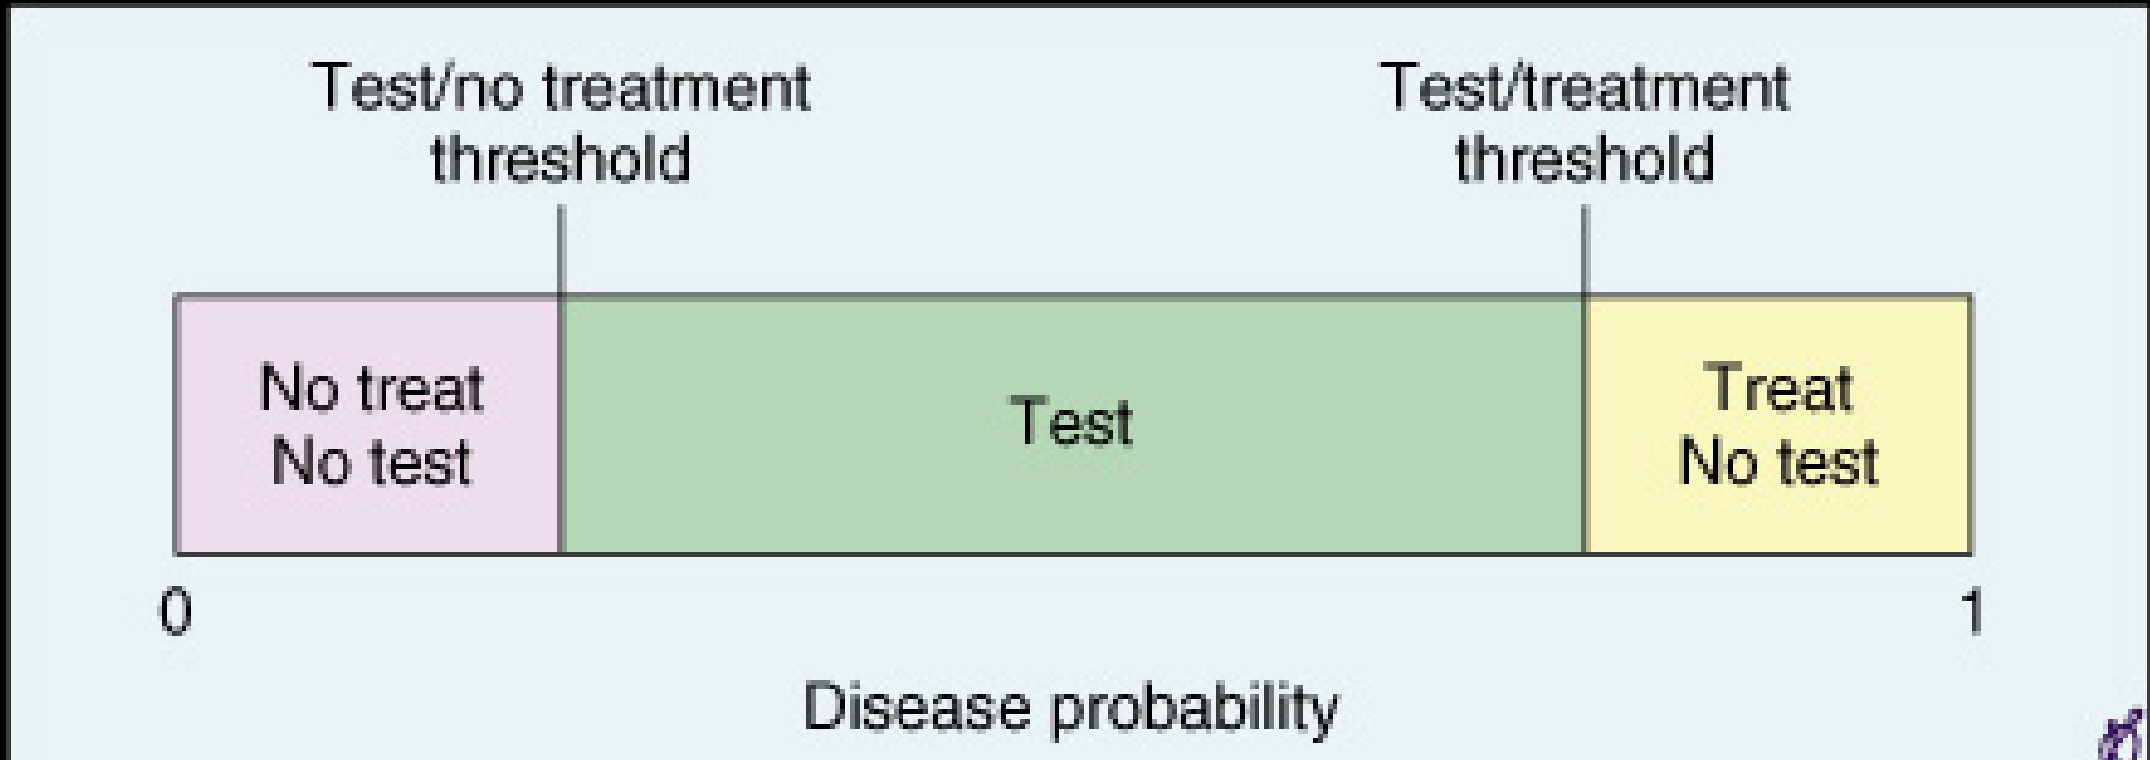 Test/no treatment
threshold
Test/treatment
threshold
No treat
No test
Test
Treat
No test
0
1
Disease probability